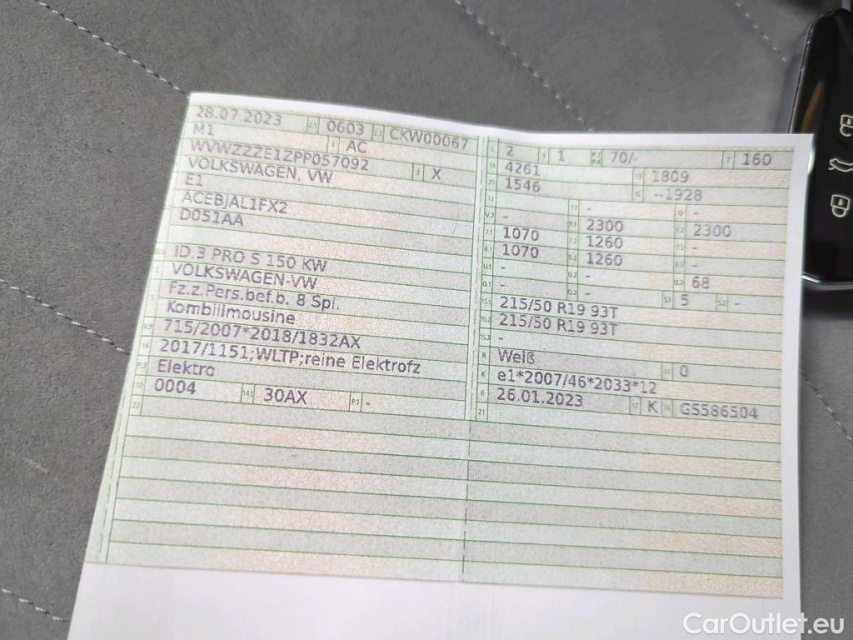 28.07.2023 0603 CKW00067
M1 AC
WVWZZZE1ZPP057092 X
VOLKSWAGEN, VW
E1
ACEBJAL1FX2
D051AA
ID.3 PRO S 150 KW
VOLKSWAGEN-VW
Fz.z.Pers.bef.b. 8 Spl.
Kombilimousine
715/2007*2018/1832AX
2017/1151;WLTP;reine Elektrofz
Elektro
0004 30AX -
2 1 70/- 160
4261 1809
1546 --1928
- - -
- 2300 2300
1070 1260 -
1070 1260 -
- - 68
- - 5 -
215/50 R19 93T
215/50 R19 93T
-
Weiß 0
e1*2007/46*2033*12
26.01.2023 K GS586504
CarOutlet.eu